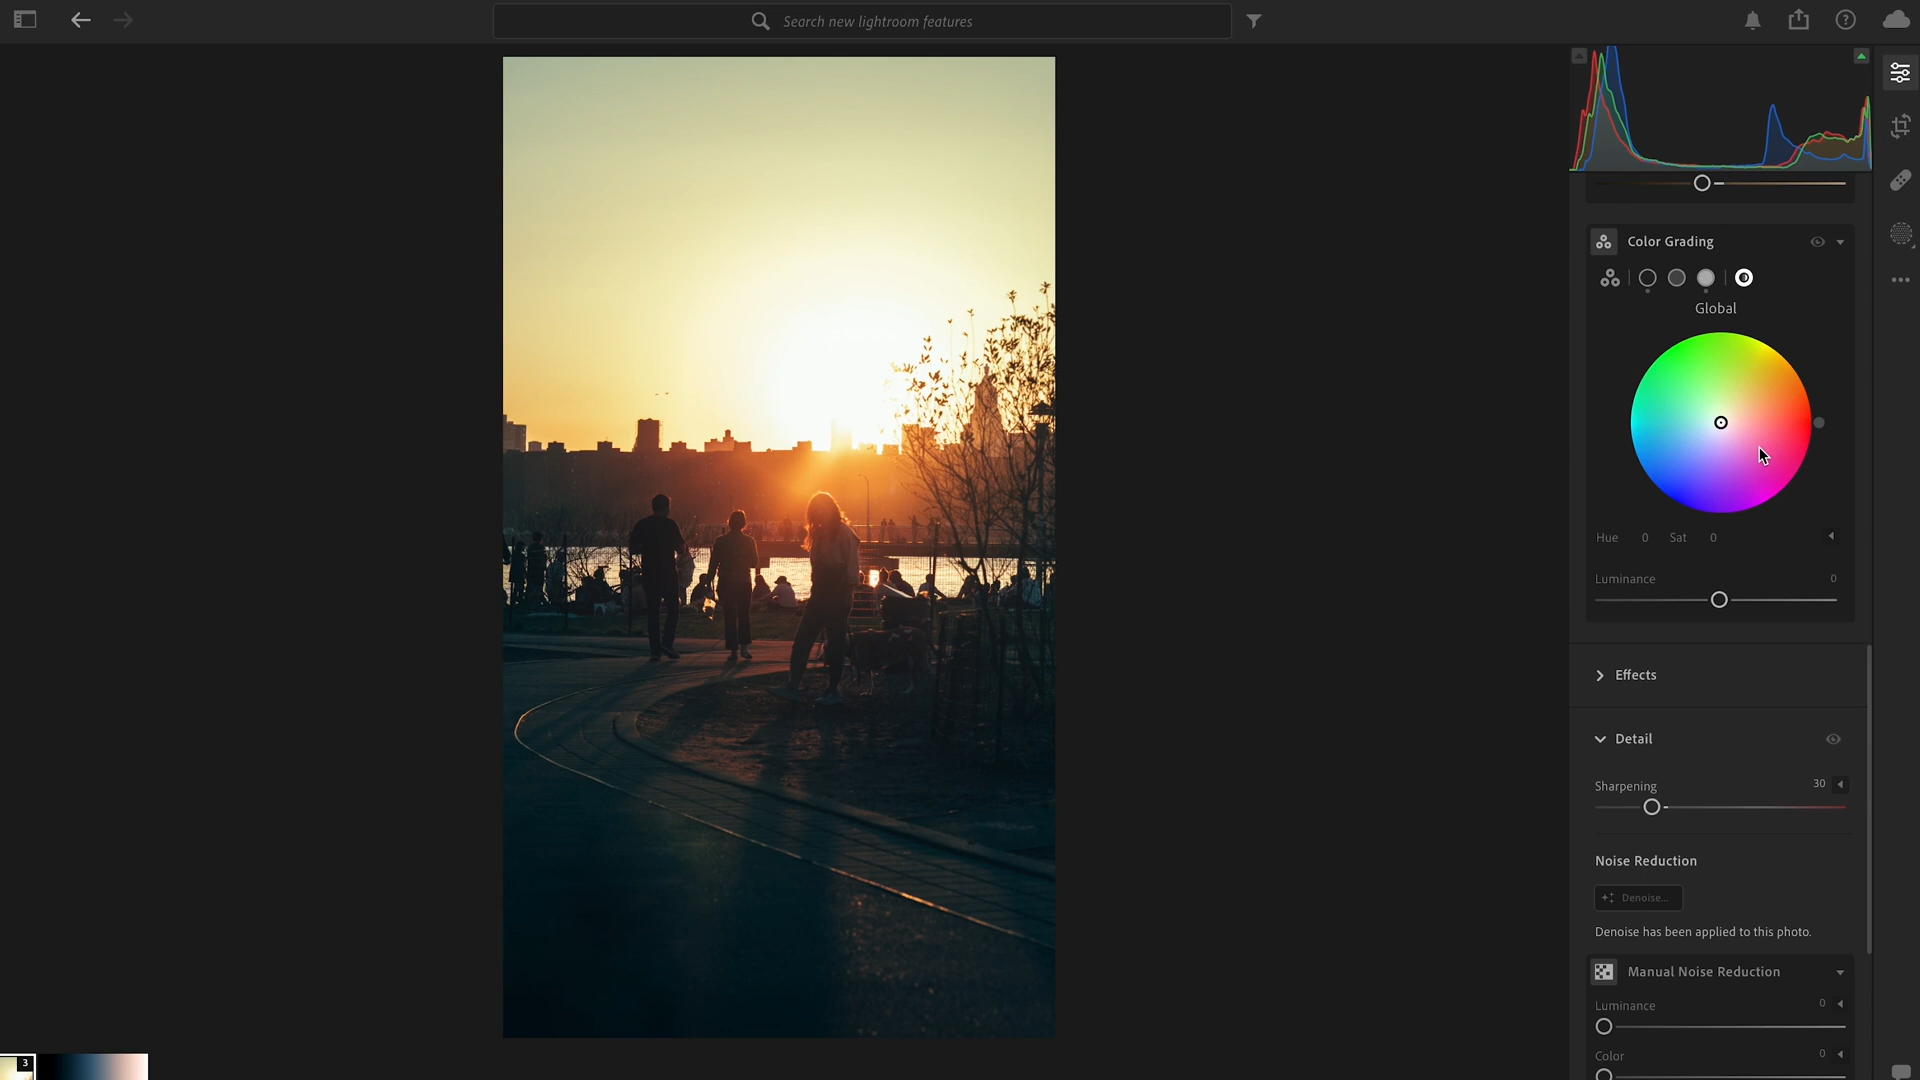 Search new lightroom features
Color Grading
Global
Hue 0 Sat 0
Luminance 0
Effects
Detail
Sharpening 30
Noise Reduction
Denoise...
Denoise has been applied to this photo.
Manual Noise Reduction
Luminance 0
Color 0
3